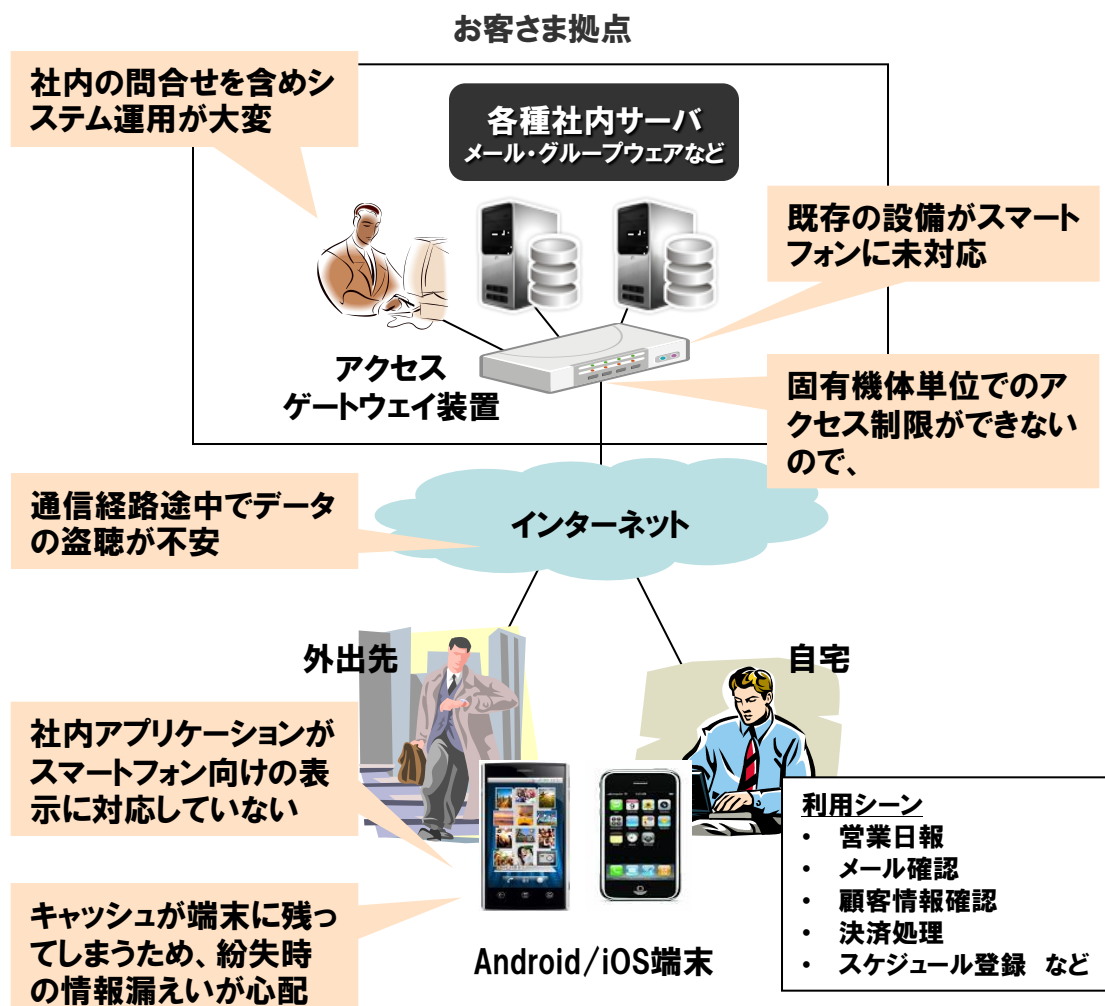 お客さま拠点
社内の問合せを含めシ
ステム運用が大変
各種社内サーバ
メール・グループウェアなど
既存の設備がスマート
フォンに未対応
アクセス
ゲートウェイ装置
固有機体単位でのア
クセス制限ができない
ので、
通信経路途中でデータ
の盗聴が不安
インターネット
外出先
自宅
社内アプリケーションが
スマートフォン向けの表
示に対応していない
利用シーン
・ 営業日報
・ メール確認
・ 顧客情報確認
・ 決済処理
・ スケジュール登録 など
キャッシュが端末に残っ
てしまうため、紛失時
の情報漏えいが心配
Android/iOS端末